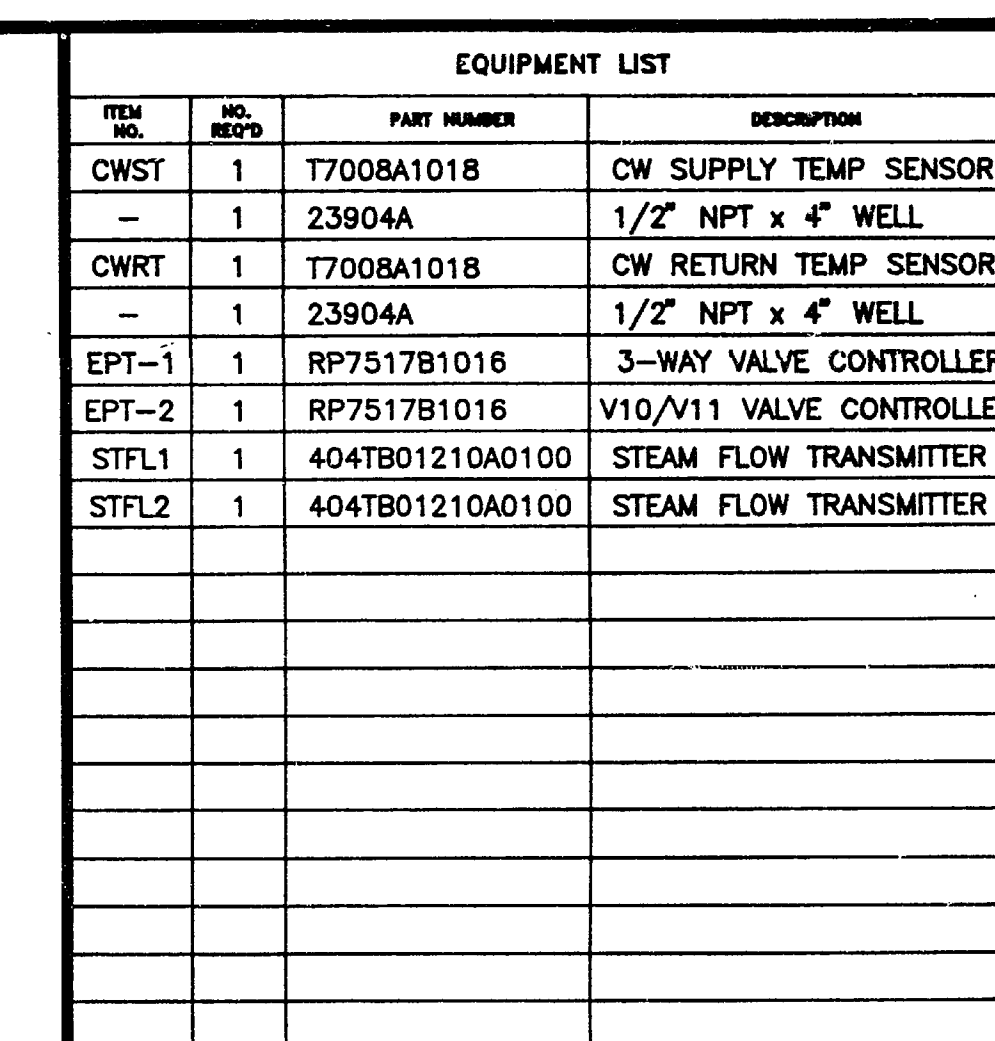 EQUIPMENT LIST
ITEM NO. NO. REQ'D PART NUMBER DESCRIPTION
CWST 1 T7008A1018 CW SUPPLY TEMP SENSOR
– 1 23904A 1/2" NPT x 4" WELL
CWRT 1 T7008A1018 CW RETURN TEMP SENSOR
– 1 23904A 1/2" NPT x 4" WELL
EPT–1 1 RP7517B1016 3–WAY VALVE CONTROLLER
EPT–2 1 RP7517B1016 V10/V11 VALVE CONTROLLE
STFL1 1 404TB01210A0100 STEAM FLOW TRANSMITTER
STFL2 1 404TB01210A0100 STEAM FLOW TRANSMITTER